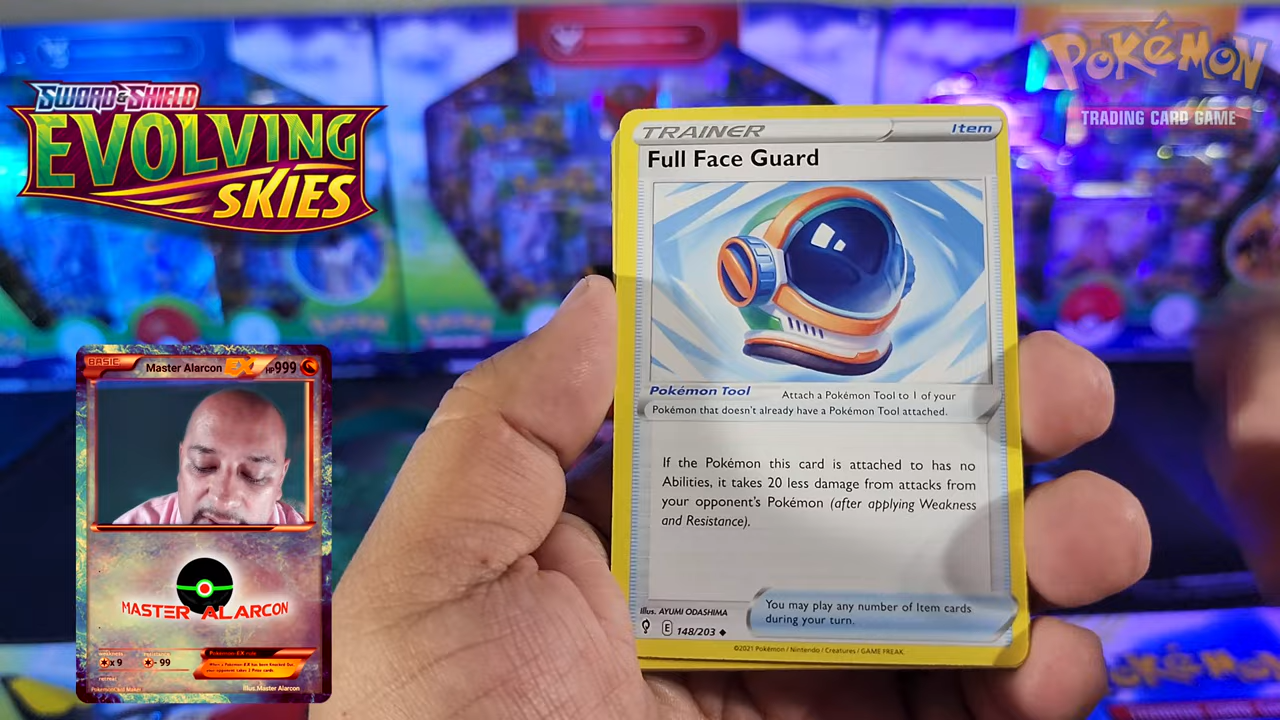 SWORD & SHIELD
EVOLVING
SKIES
POKÉMON
TRADING CARD GAME
TRAINER
Item
Full Face Guard
Pokémon Tool
Attach a Pokémon Tool to 1 of your
Pokémon that doesn't already have a Pokémon Tool attached.
If the Pokémon this card is attached to has no
Abilities, it takes 20 less damage from attacks from
your opponent's Pokémon (after applying Weakness
and Resistance).
Illus. AYUMI ODASHIMA
E 148/203
You may play any number of Item cards
during your turn.
©2021 Pokémon / Nintendo / Creatures / GAME FREAK
BASIC
Master Alarcon EX HP999
MASTER ALARCON
x 9
- 99
Pokémon-EX rule
Illus.Master Alarcon